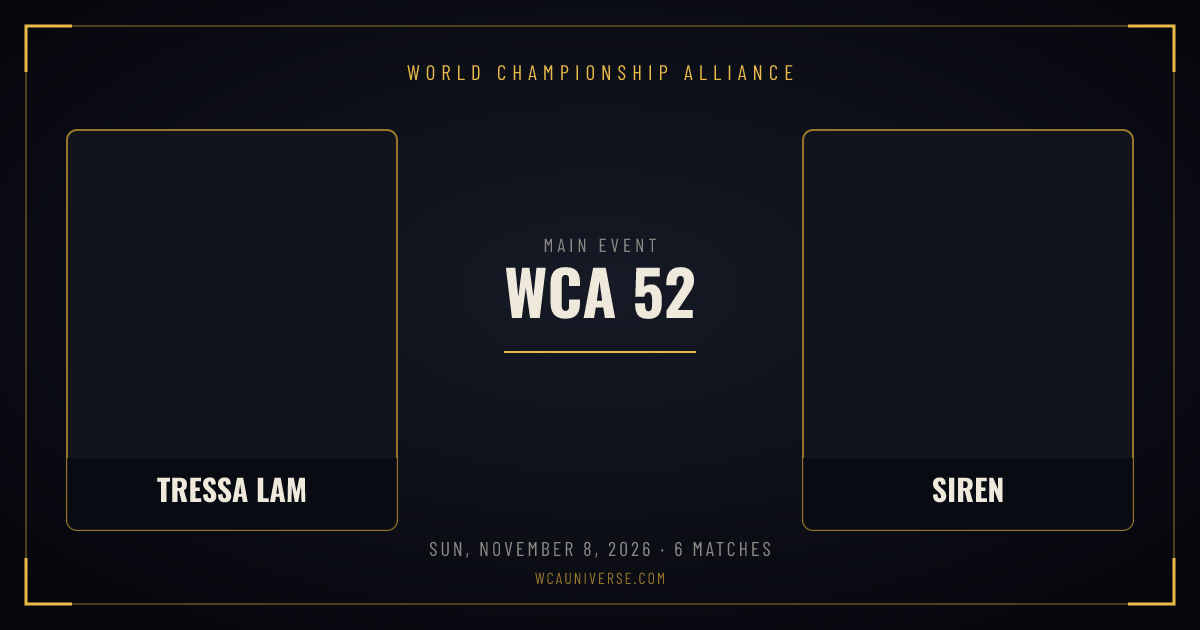 WORLD CHAMPIONSHIP ALLIANCE
MAIN EVENT
WCA 52
TRESSA LAM
SIREN
SUN, NOVEMBER 8, 2026 · 6 MATCHES
WCAUNIVERSE.COM